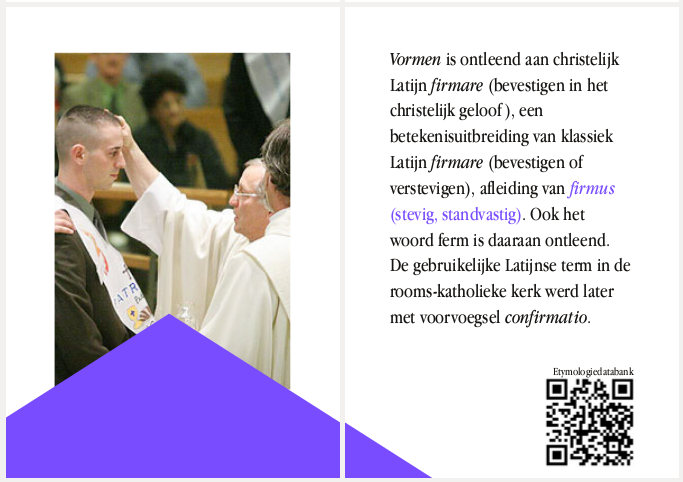 PATR
Vormen is ontleend aan christelijk
Latijn firmare (bevestigen in het
christelijk geloof), een
betekenisuitbreiding van klassiek
Latijn firmare (bevestigen of
verstevigen), afleiding van firmus
(stevig, standvastig). Ook het
woord ferm is daaraan ontleend.
De gebruikelijke Latijnse term in de
rooms-katholieke kerk werd later
met voorvoegsel confirmatio.
Etymologiedatabank